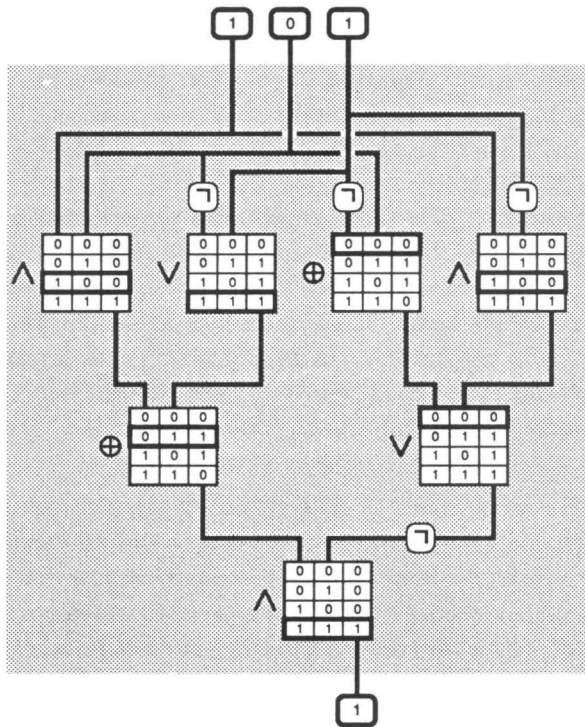 1 0 1
¬ ¬ ¬
∧ 0 0 0 ∨ 0 0 0 ⊕ 0 0 0 ∧ 0 0 0
0 1 0 0 1 1 0 1 1 0 1 0
1 0 0 1 0 1 1 0 1 1 0 0
1 1 1 1 1 1 1 1 0 1 1 1
⊕ 0 0 0 ∨ 0 0 0
0 1 1 0 1 1
1 0 1 1 0 1
1 1 0 1 1 1
¬
∧ 0 0 0
0 1 0
1 0 0
1 1 1
1